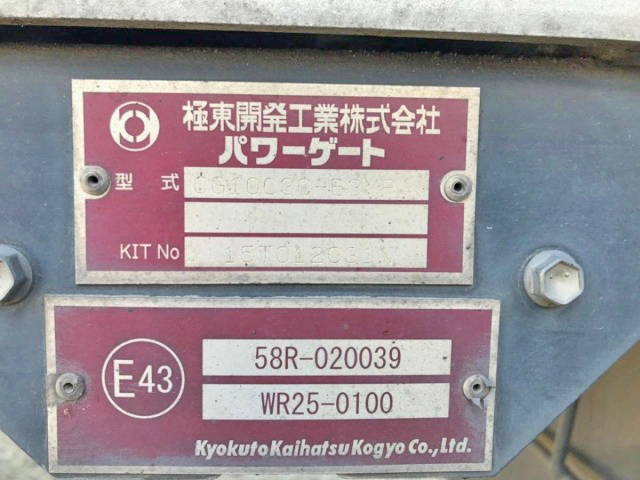 極東開発工業株式会社
パワーゲート
型式
KIT No
E43
58R-020039
WR25-0100
Kyokuto Kaihatsu Kogyo Co., Ltd.